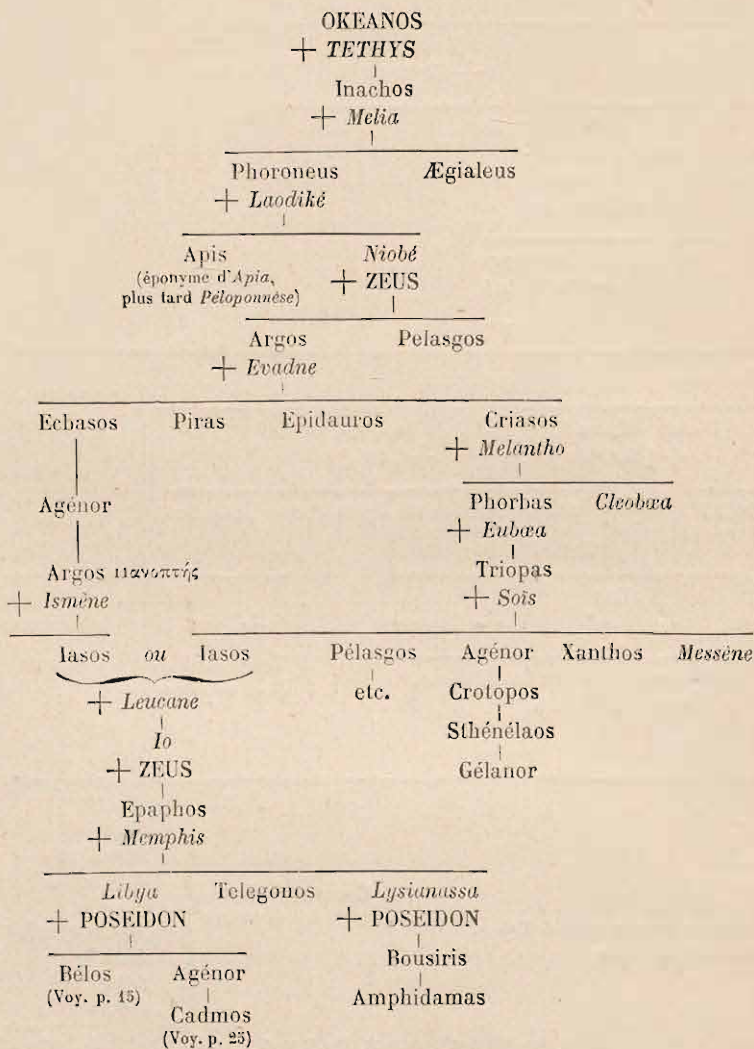 OKEANOS
+ TETHYS
Inachos
+ Melia
Phoroneus Ægialeus
+ Laodiké
Apis Niobé
(éponyme d'Apia, + ZEUS
plus tard Péloponnèse)
Argos Pelasgos
+ Evadne
Ecbasos Piras Epidauros Criasos
+ Melantho
Agénor Phorbas Cleobœa
+ Eubœa
Argos Πανοπτής Triopas
+ Ismène + Soïs
Iasos ou Iasos Pélasgos Agénor Xanthos Messène
+ Leucane etc. Crotopos
Io Sthénélaos
+ ZEUS Gélanor
Epaphos
+ Memphis
Libya Telegonos Lysianassa
+ POSEIDON + POSEIDON
Bélos Agénor Bousiris
(Voy. p. 15) Cadmos Amphidamas
(Voy. p. 25)